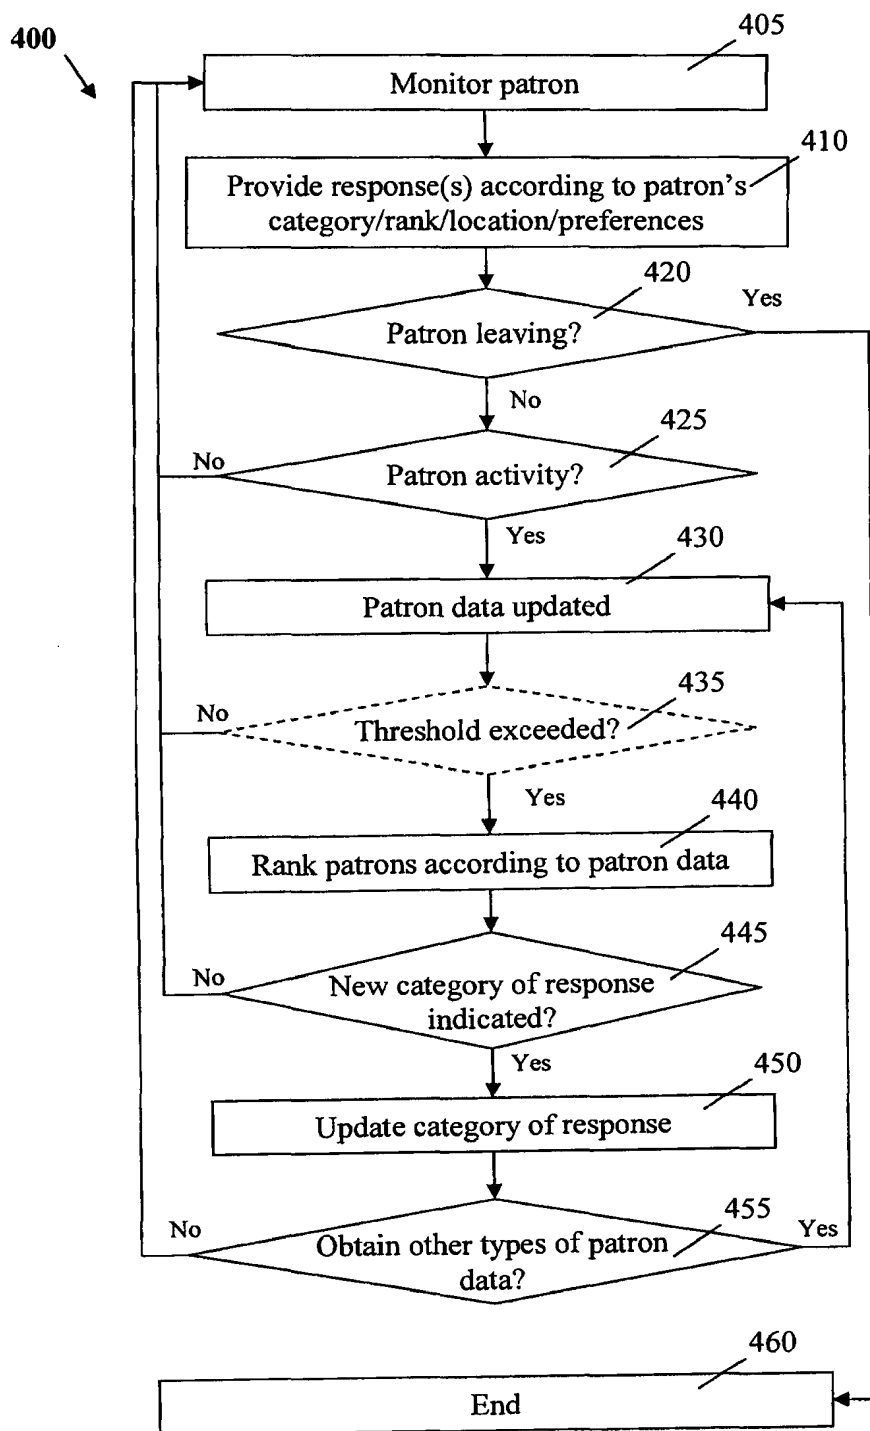 400
405
Monitor patron
410
Provide response(s) according to patron's
category/rank/location/preferences
420
Yes
Patron leaving?
No
425
No
Patron activity?
Yes
430
Patron data updated
435
No
Threshold exceeded?
Yes
440
Rank patrons according to patron data
445
No
New category of response
indicated?
Yes
450
Update category of response
455
No
Yes
Obtain other types of patron
data?
460
End